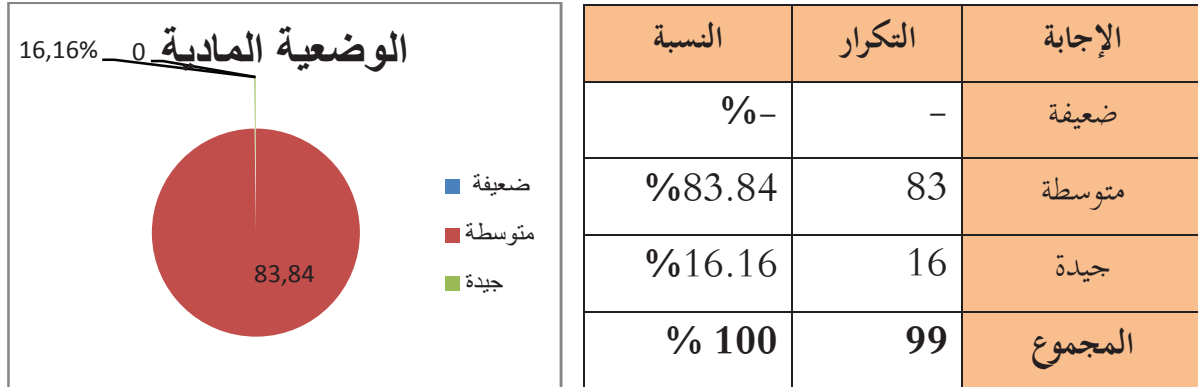 الوضعية المادية
16,16%
0
83,84
ضعيفة
متوسطة
جيدة
الإجابة التكرار النسبة
ضعيفة – –%
متوسطة 83 83.84%
جيدة 16 16.16%
المجموع 99 100 %